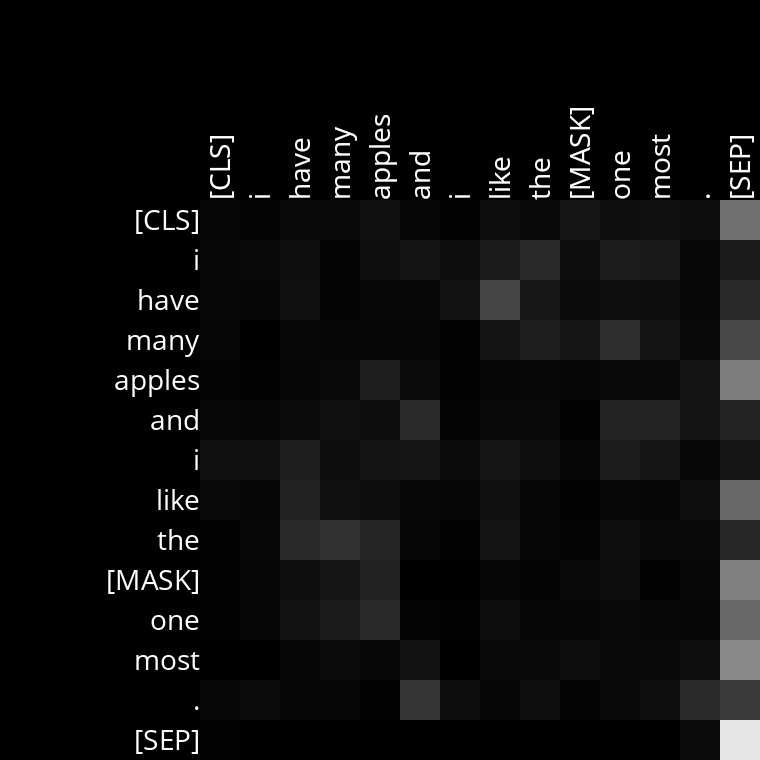 [CLS] i have many apples and i like the [MASK] one most . [SEP]
[CLS]
i
have
many
apples
and
i
like
the
[MASK]
one
most
.
[SEP]